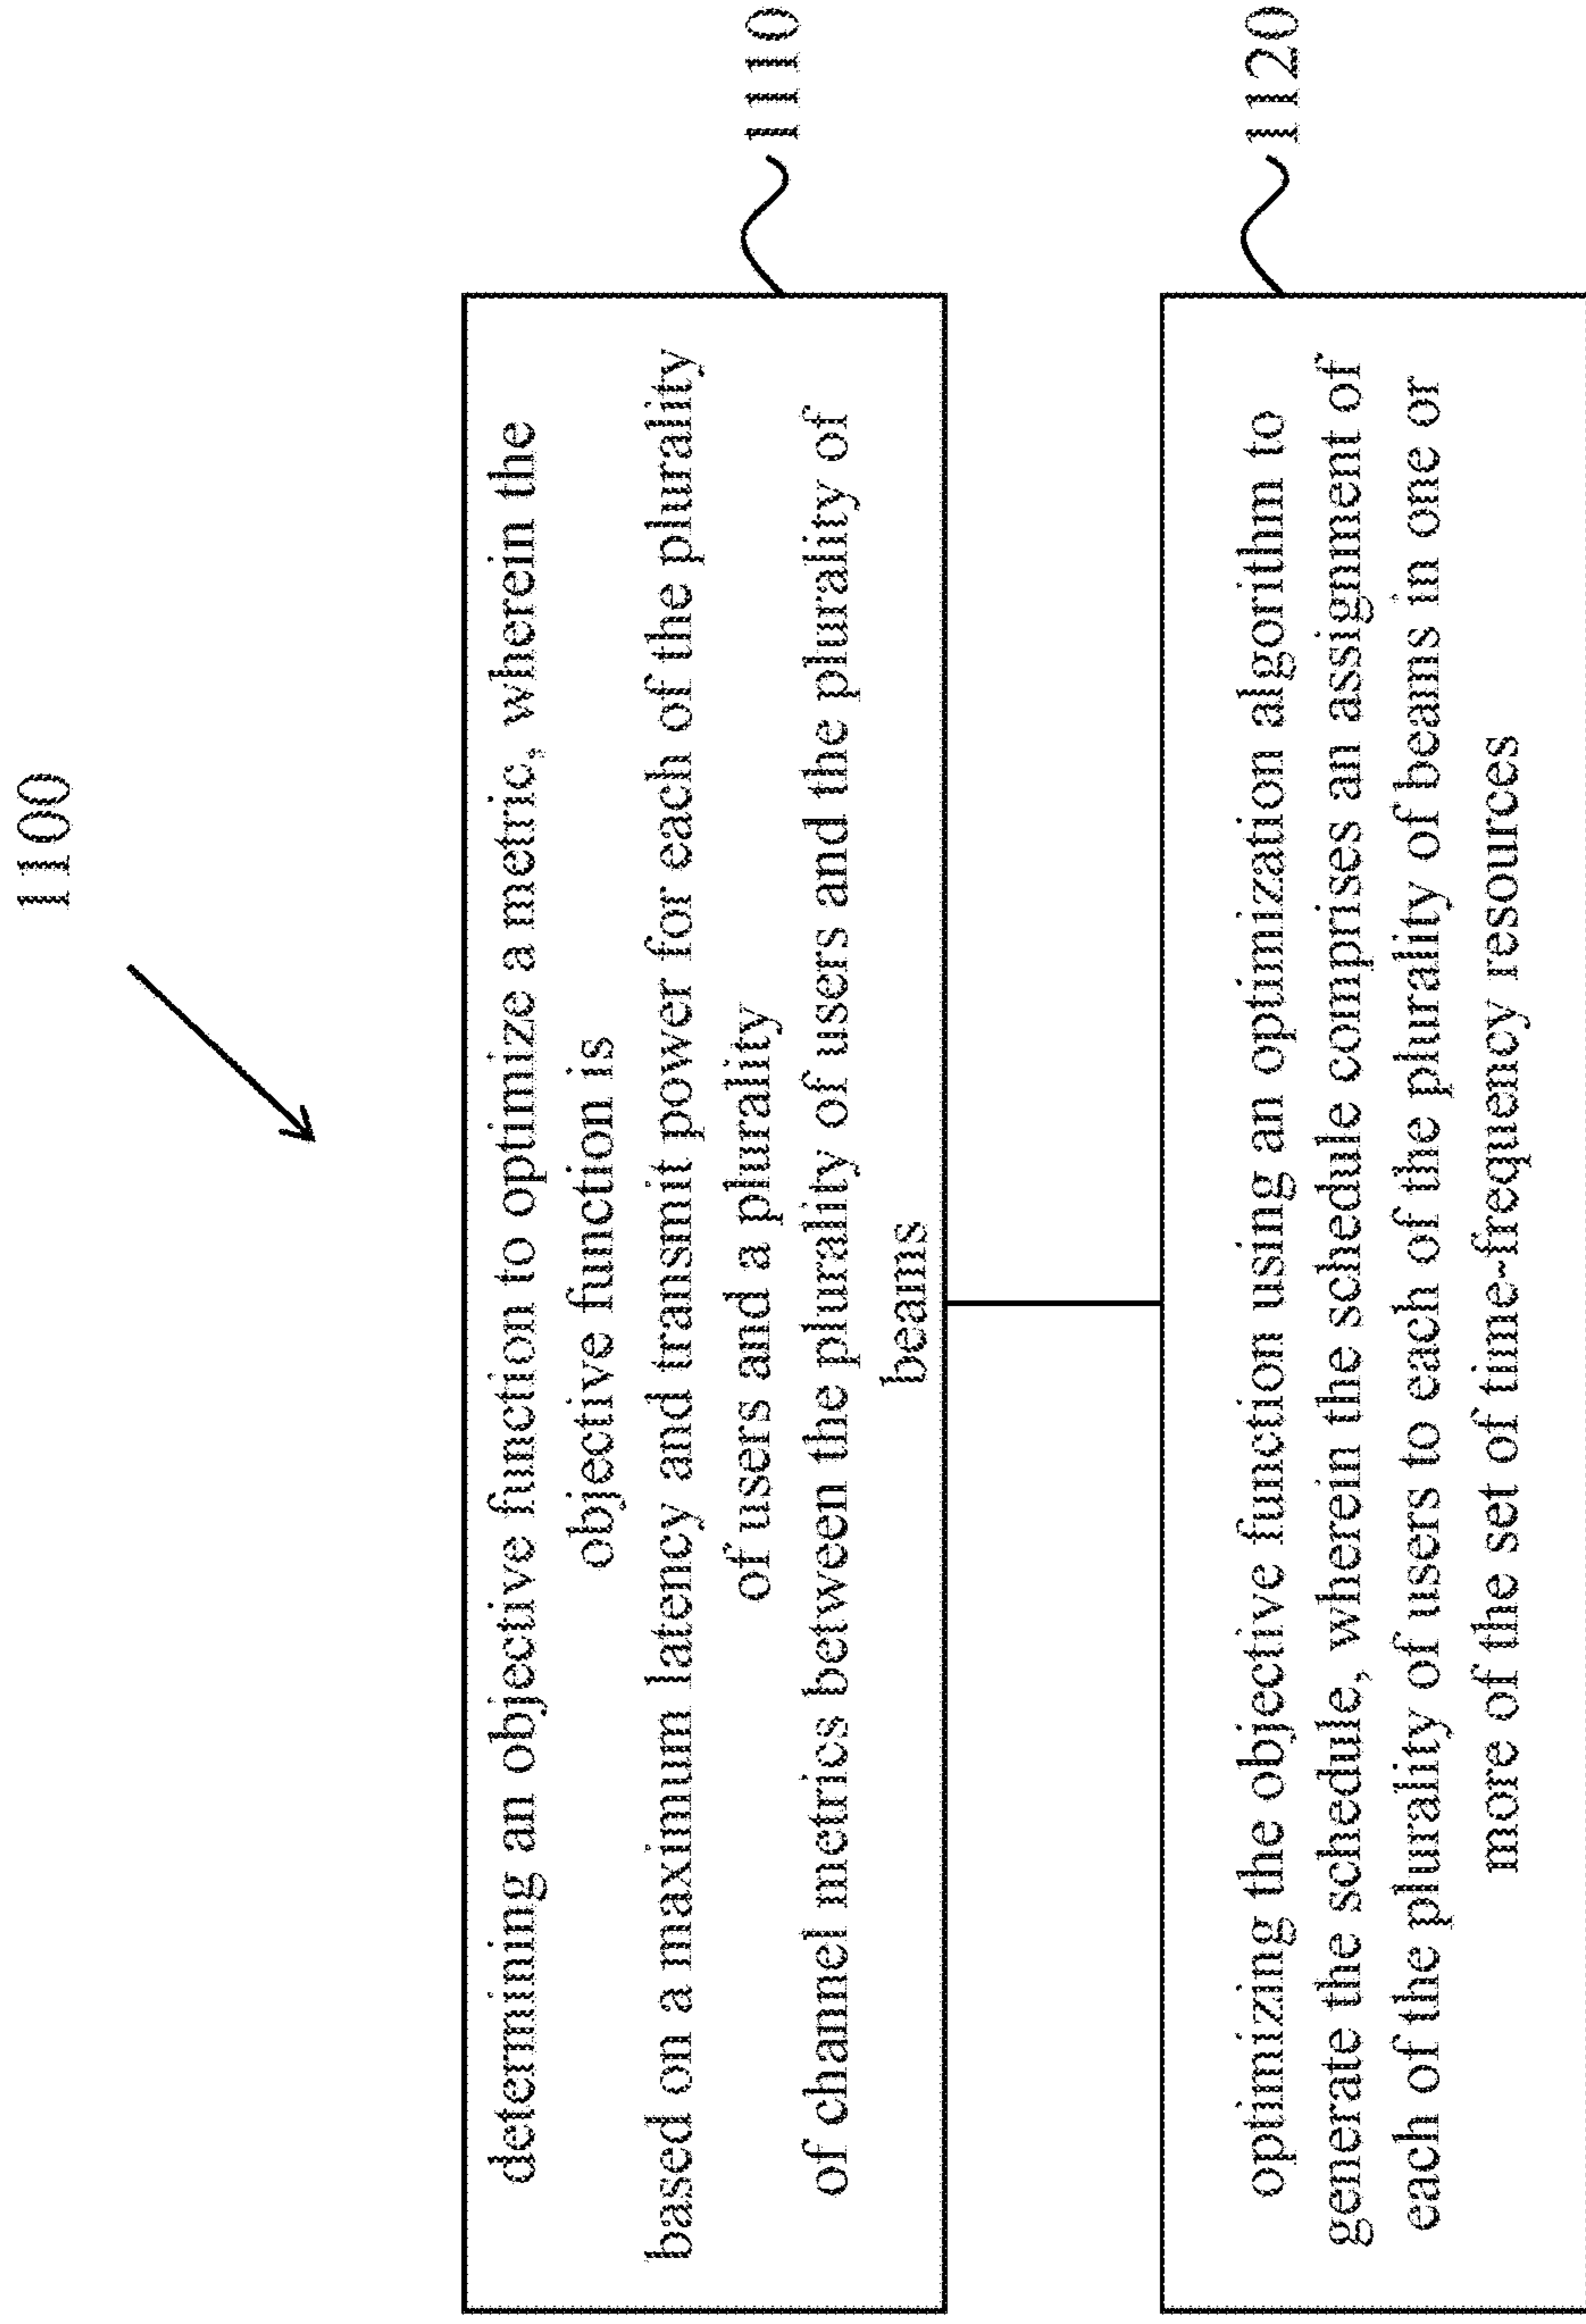 1100
determining an objective function to optimize a metric, wherein the
objective function is
based on a maximum latency and transmit power for each of the plurality
of users and a plurality
of channel metrics between the plurality of users and the plurality of
beams
1110
optimizing the objective function using an optimization algorithm to
generate the schedule, wherein the schedule comprises an assignment of
each of the plurality of users to each of the plurality of beams in one or
more of the set of time-frequency resources
1120